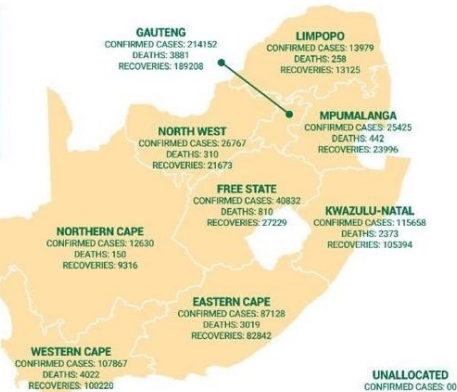 GAUTENG
CONFIRMED CASES: 214152
DEATHS: 3881
RECOVERIES: 189208
LIMPOPO
CONFIRMED CASES: 13979
DEATHS: 258
RECOVERIES: 13125
MPUMALANGA
CONFIRMED CASES: 25425
DEATHS: 442
RECOVERIES: 23996
NORTH WEST
CONFIRMED CASES: 26767
DEATHS: 310
RECOVERIES: 21673
FREE STATE
CONFIRMED CASES: 40832
DEATHS: 810
RECOVERIES: 27229
KWAZULU-NATAL
CONFIRMED CASES: 115658
DEATHS: 2373
RECOVERIES: 105394
NORTHERN CAPE
CONFIRMED CASES: 12630
DEATHS: 150
RECOVERIES: 9316
EASTERN CAPE
CONFIRMED CASES: 87128
DEATHS: 3019
RECOVERIES: 82842
WESTERN CAPE
CONFIRMED CASES: 107867
DEATHS: 4022
RECOVERIES: 100220
UNALLOCATED
CONFIRMED CASES: 00